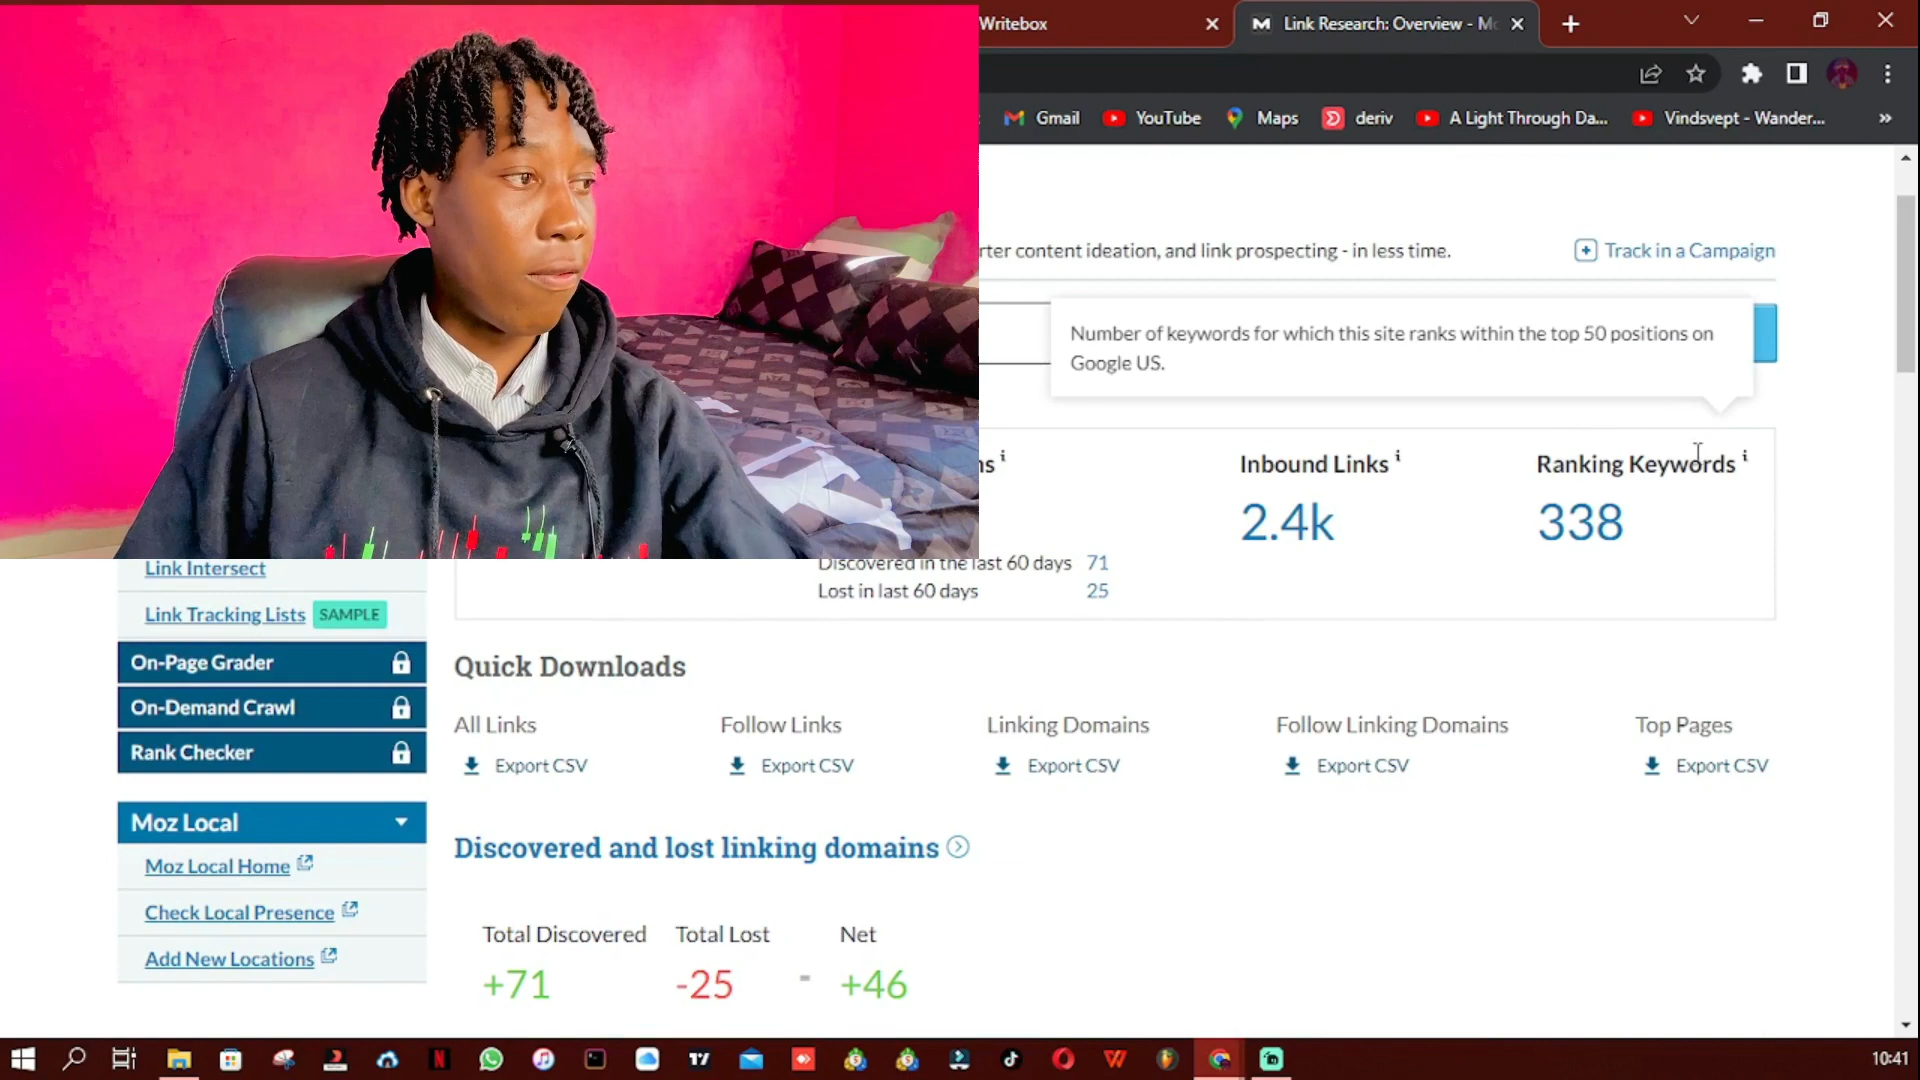 Writebox
Link Research: Overview - Mo
Gmail
YouTube
Maps
deriv
A Light Through Da...
Vindsvept - Wander...
»
rter content ideation, and link prospecting - in less time.
Track in a Campaign
Number of keywords for which this site ranks within the top 50 positions on
Google US.
ns i
Inbound Links i
Ranking Keywords i
2.4k
338
Discovered in the last 60 days 71
Lost in last 60 days 25
Link Intersect
Link Tracking Lists SAMPLE
On-Page Grader
On-Demand Crawl
Rank Checker
Moz Local
Moz Local Home
Check Local Presence
Add New Locations
Quick Downloads
All Links
Follow Links
Linking Domains
Follow Linking Domains
Top Pages
Export CSV
Export CSV
Export CSV
Export CSV
Export CSV
Discovered and lost linking domains
Total Discovered
Total Lost
Net
+71
-25
-
+46
10:41